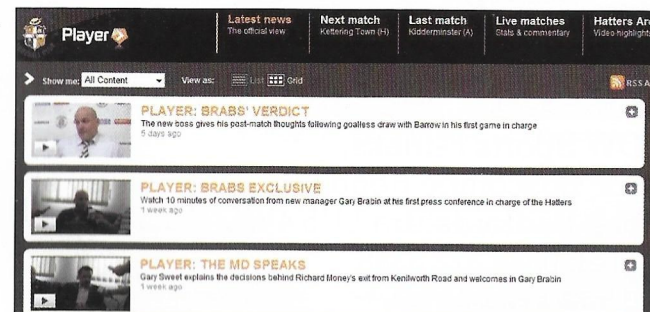 Player
Latest news
The official view
Next match
Kettering Town (H)
Last match
Kidderminster (A)
Live matches
Stats & commentary
Hatters Ar
Video highlights
Show me: All Content
View as: List Grid
RSS A
PLAYER: BRABS' VERDICT
The new boss gives his post-match thoughts following goalless draw with Barrow in his first game in charge
5 days ago
PLAYER: BRABS EXCLUSIVE
Watch 10 minutes of conversation from new manager Gary Brabin at his first press conference in charge of the Hatters
1 week ago
PLAYER: THE MD SPEAKS
Gary Sweet explains the decisions behind Richard Money's exit from Kenilworth Road and welcomes in Gary Brabin
1 week ago